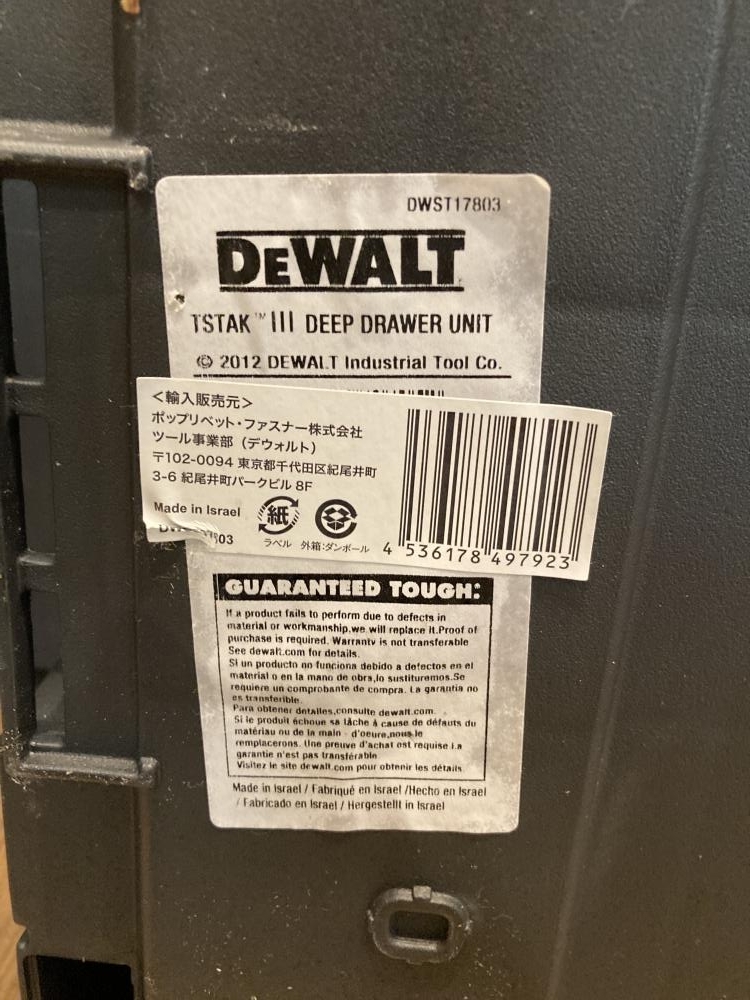 DWST17803
DEWALT
TSTAK™ III DEEP DRAWER UNIT
© 2012 DEWALT Industrial Tool Co.
<輸入販売元>
ポップリベット・ファスナー株式会社
ツール事業部（デウォルト）
〒102-0094 東京都千代田区紀尾井町
3-6 紀尾井町パークビル 8F
Made in Israel
03
紙
ラベル 外箱:ダンボール
4 536178 497923
GUARANTEED TOUGH:
If a product fails to perform due to defects in
material or workmanship,we will replace it.Proof of
purchase is required. Warranty is not transferable
See dewalt.com for details.
Si un producto no funciona debido a defectos en el
material o en la mano de obra,lo sustituremos.Se
requiere un comprobante de compra. La garantia no
es transferible.
Para obtener detalles,consulte dewalt.com.
Si le produit échoue sa lâche à cause de défauts du
matériau ou de la main - d'oeure,nous le
remplacerons. Une preuve d'achat est requise La
garantie n'est pas transférable
Visitez le site dewalt.com pour obtenir les détails
Made in Israel / Fabriqué en Israel /Hecho en Israel
/ Fabricado en Israel / Hergestellt in Israel